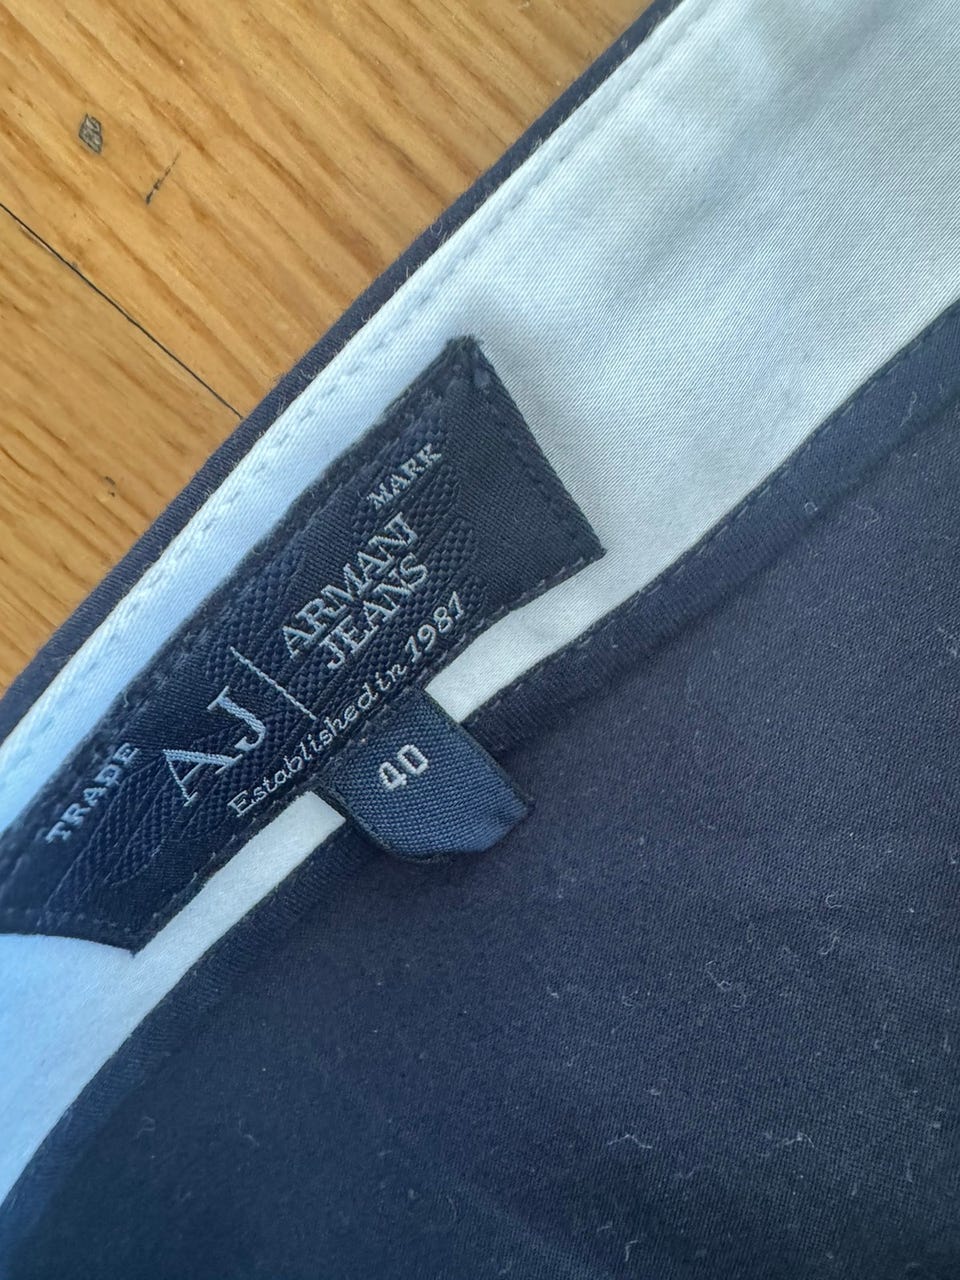 TRADE MARK
AJ | ARMANI
JEANS
Established in 1981
40